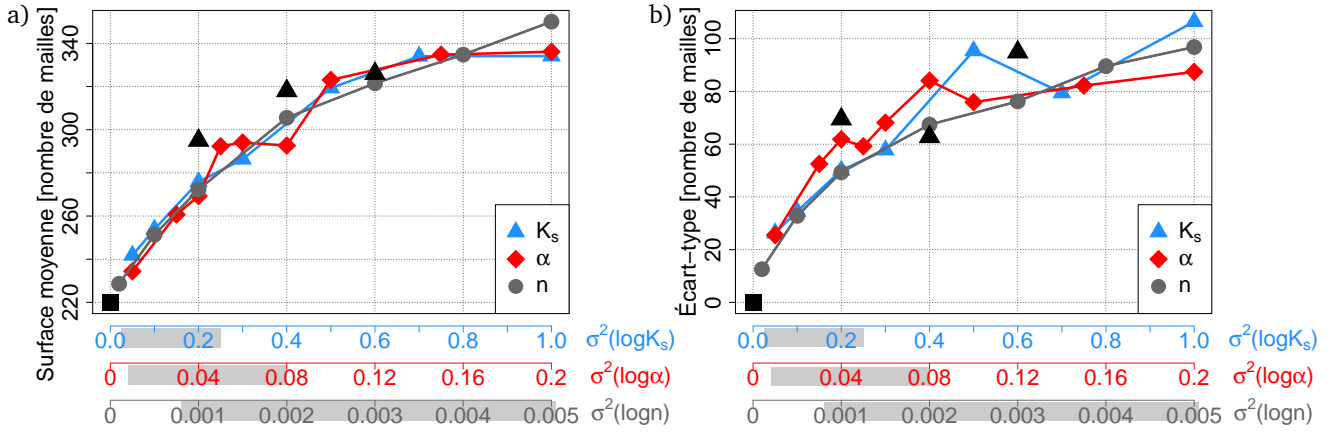 a)
Surface moyenne [nombre de mailles]
340
300
260
220
Kₛ
α
n
0.0 0.2 0.4 0.6 0.8 1.0 σ²(logKₛ)
0 0.04 0.08 0.12 0.16 0.2 σ²(logα)
0 0.001 0.002 0.003 0.004 0.005 σ²(logn)
b)
Écart−type [nombre de mailles]
100
80
60
40
20
0
Kₛ
α
n
0.0 0.2 0.4 0.6 0.8 1.0 σ²(logKₛ)
0 0.04 0.08 0.12 0.16 0.2 σ²(logα)
0 0.001 0.002 0.003 0.004 0.005 σ²(logn)